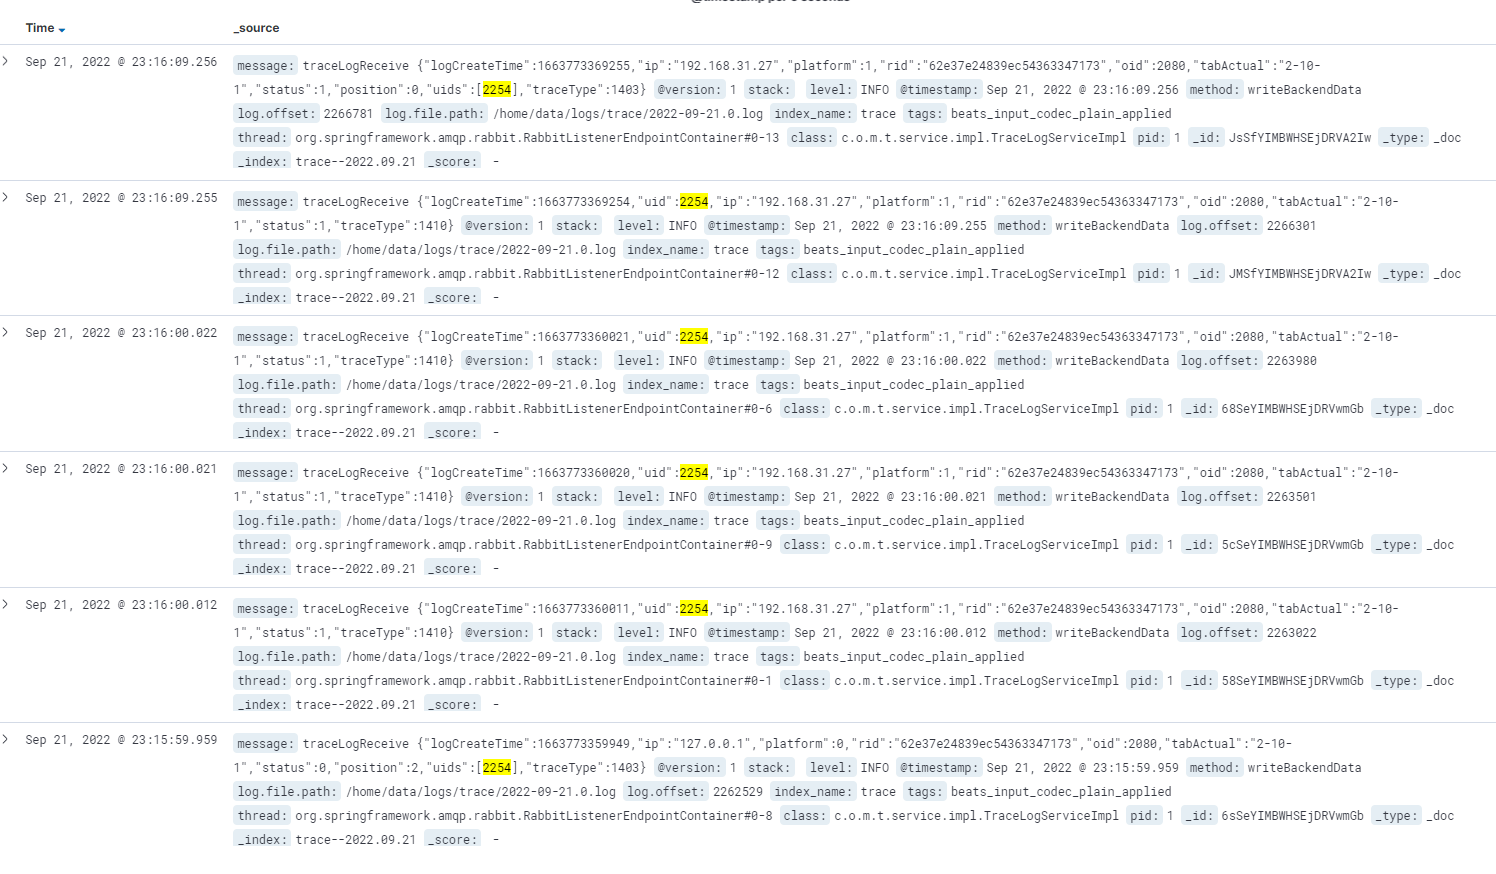 @timestamp per 5 seconds
Time _source
Sep 21, 2022 @ 23:16:09.256 message: traceLogReceive {"logCreateTime":1663773369255,"ip":"192.168.31.27","platform":1,"rid":"62e37e24839ec54363347173","oid":2080,"tabActual":"2-10-
1","status":1,"position":0,"uids":[2254],"traceType":1403} @version: 1 stack: level: INFO @timestamp: Sep 21, 2022 @ 23:16:09.256 method: writeBackendData
log.offset: 2266781 log.file.path: /home/data/logs/trace/2022-09-21.0.log index_name: trace tags: beats_input_codec_plain_applied
thread: org.springframework.amqp.rabbit.RabbitListenerEndpointContainer#0-13 class: c.o.m.t.service.impl.TraceLogServiceImpl pid: 1 _id: JsSfYIMBWHSEjDRVA2Iw _type: _doc
_index: trace--2022.09.21 _score: -
Sep 21, 2022 @ 23:16:09.255 message: traceLogReceive {"logCreateTime":1663773369254,"uid":2254,"ip":"192.168.31.27","platform":1,"rid":"62e37e24839ec54363347173","oid":2080,"tabActual":"2-10-
1","status":1,"traceType":1410} @version: 1 stack: level: INFO @timestamp: Sep 21, 2022 @ 23:16:09.255 method: writeBackendData log.offset: 2266301
log.file.path: /home/data/logs/trace/2022-09-21.0.log index_name: trace tags: beats_input_codec_plain_applied
thread: org.springframework.amqp.rabbit.RabbitListenerEndpointContainer#0-12 class: c.o.m.t.service.impl.TraceLogServiceImpl pid: 1 _id: JMSfYIMBWHSEjDRVA2Iw _type: _doc
_index: trace--2022.09.21 _score: -
Sep 21, 2022 @ 23:16:00.022 message: traceLogReceive {"logCreateTime":1663773360021,"uid":2254,"ip":"192.168.31.27","platform":1,"rid":"62e37e24839ec54363347173","oid":2080,"tabActual":"2-10-
1","status":1,"traceType":1410} @version: 1 stack: level: INFO @timestamp: Sep 21, 2022 @ 23:16:00.022 method: writeBackendData log.offset: 2263980
log.file.path: /home/data/logs/trace/2022-09-21.0.log index_name: trace tags: beats_input_codec_plain_applied
thread: org.springframework.amqp.rabbit.RabbitListenerEndpointContainer#0-6 class: c.o.m.t.service.impl.TraceLogServiceImpl pid: 1 _id: 68SeYIMBWHSEjDRVwmGb _type: _doc
_index: trace--2022.09.21 _score: -
Sep 21, 2022 @ 23:16:00.021 message: traceLogReceive {"logCreateTime":1663773360020,"uid":2254,"ip":"192.168.31.27","platform":1,"rid":"62e37e24839ec54363347173","oid":2080,"tabActual":"2-10-
1","status":1,"traceType":1410} @version: 1 stack: level: INFO @timestamp: Sep 21, 2022 @ 23:16:00.021 method: writeBackendData log.offset: 2263501
log.file.path: /home/data/logs/trace/2022-09-21.0.log index_name: trace tags: beats_input_codec_plain_applied
thread: org.springframework.amqp.rabbit.RabbitListenerEndpointContainer#0-9 class: c.o.m.t.service.impl.TraceLogServiceImpl pid: 1 _id: 5cSeYIMBWHSEjDRVwmGb _type: _doc
_index: trace--2022.09.21 _score: -
Sep 21, 2022 @ 23:16:00.012 message: traceLogReceive {"logCreateTime":1663773360011,"uid":2254,"ip":"192.168.31.27","platform":1,"rid":"62e37e24839ec54363347173","oid":2080,"tabActual":"2-10-
1","status":1,"traceType":1410} @version: 1 stack: level: INFO @timestamp: Sep 21, 2022 @ 23:16:00.012 method: writeBackendData log.offset: 2263022
log.file.path: /home/data/logs/trace/2022-09-21.0.log index_name: trace tags: beats_input_codec_plain_applied
thread: org.springframework.amqp.rabbit.RabbitListenerEndpointContainer#0-1 class: c.o.m.t.service.impl.TraceLogServiceImpl pid: 1 _id: 58SeYIMBWHSEjDRVwmGb _type: _doc
_index: trace--2022.09.21 _score: -
Sep 21, 2022 @ 23:15:59.959 message: traceLogReceive {"logCreateTime":1663773359949,"ip":"127.0.0.1","platform":0,"rid":"62e37e24839ec54363347173","oid":2080,"tabActual":"2-10-
1","status":0,"position":2,"uids":[2254],"traceType":1403} @version: 1 stack: level: INFO @timestamp: Sep 21, 2022 @ 23:15:59.959 method: writeBackendData
log.file.path: /home/data/logs/trace/2022-09-21.0.log log.offset: 2262529 index_name: trace tags: beats_input_codec_plain_applied
thread: org.springframework.amqp.rabbit.RabbitListenerEndpointContainer#0-8 class: c.o.m.t.service.impl.TraceLogServiceImpl pid: 1 _id: 6sSeYIMBWHSEjDRVwmGb _type: _doc
_index: trace--2022.09.21 _score: -